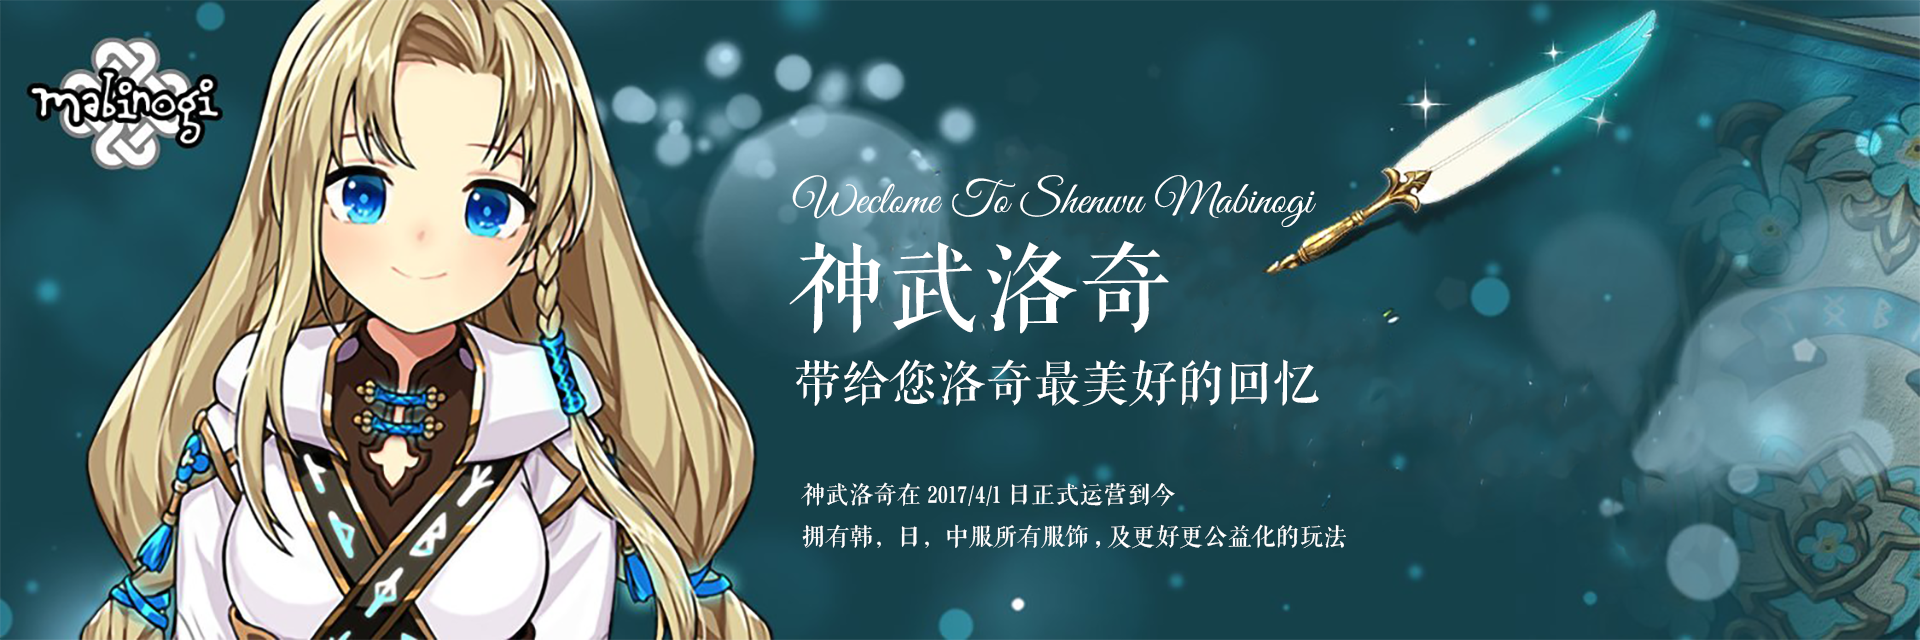 mabinogi
Weclome To Shenwu Mabinogi
神武洛奇
带给您洛奇最美好的回忆
神武洛奇在 2017/4/1 日正式运营到今
拥有韩，日，中服所有服饰，及更好更公益化的玩法